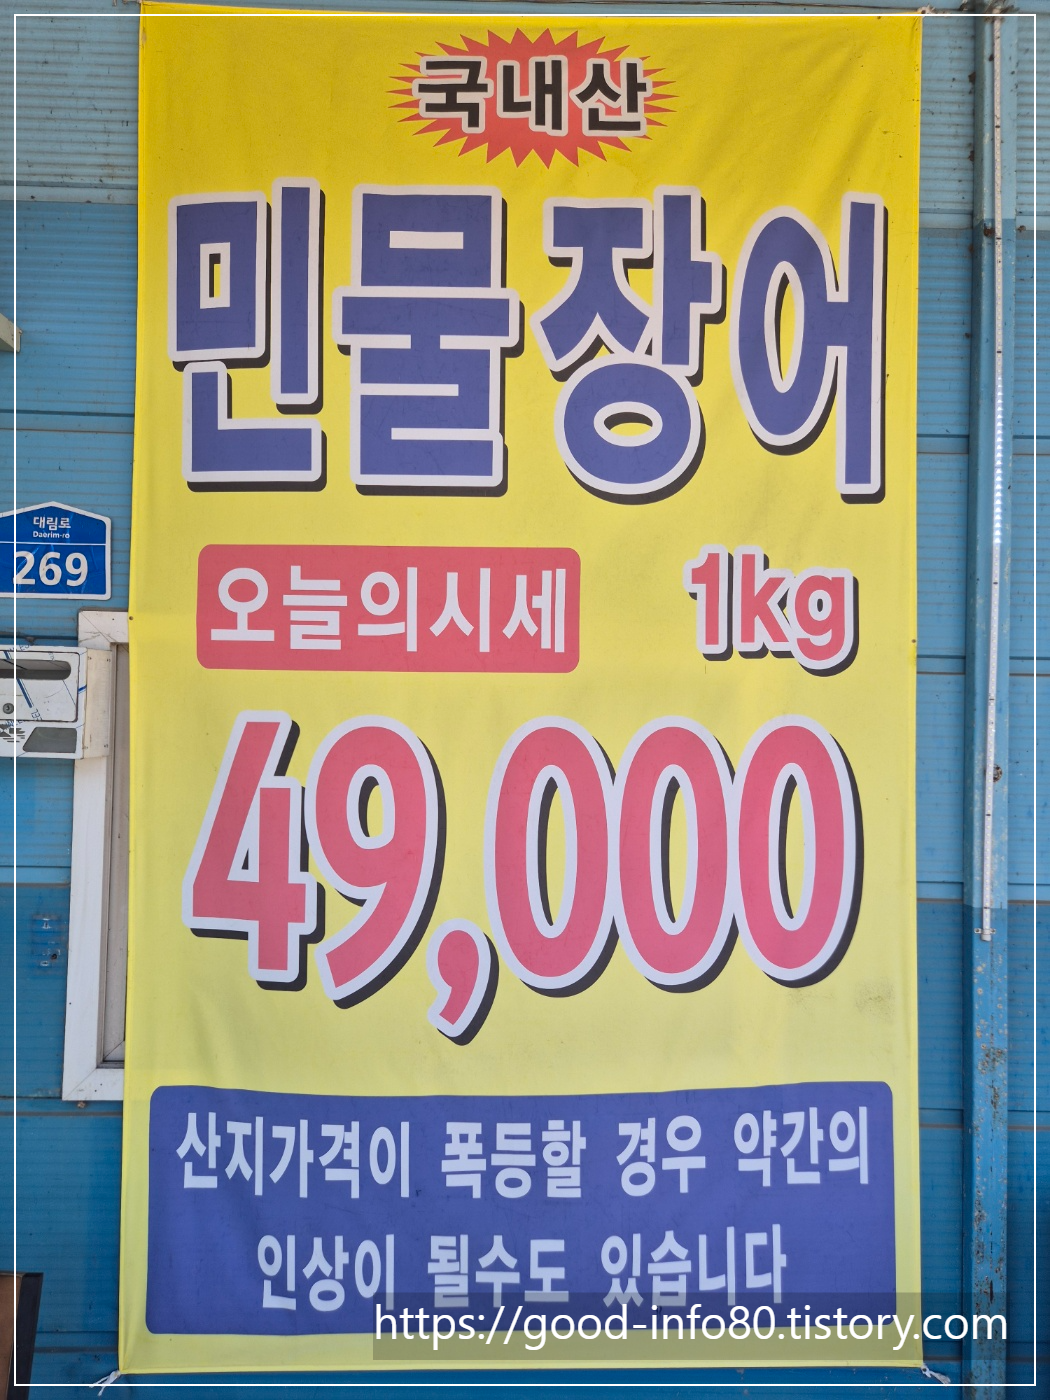 국내산
민물장어
대림로
Daerim-ro
269
오늘의시세 1kg
49,000
산지가격이 폭등할 경우 약간의
인상이 될수도 있습니다
https://good-info80.tistory.com